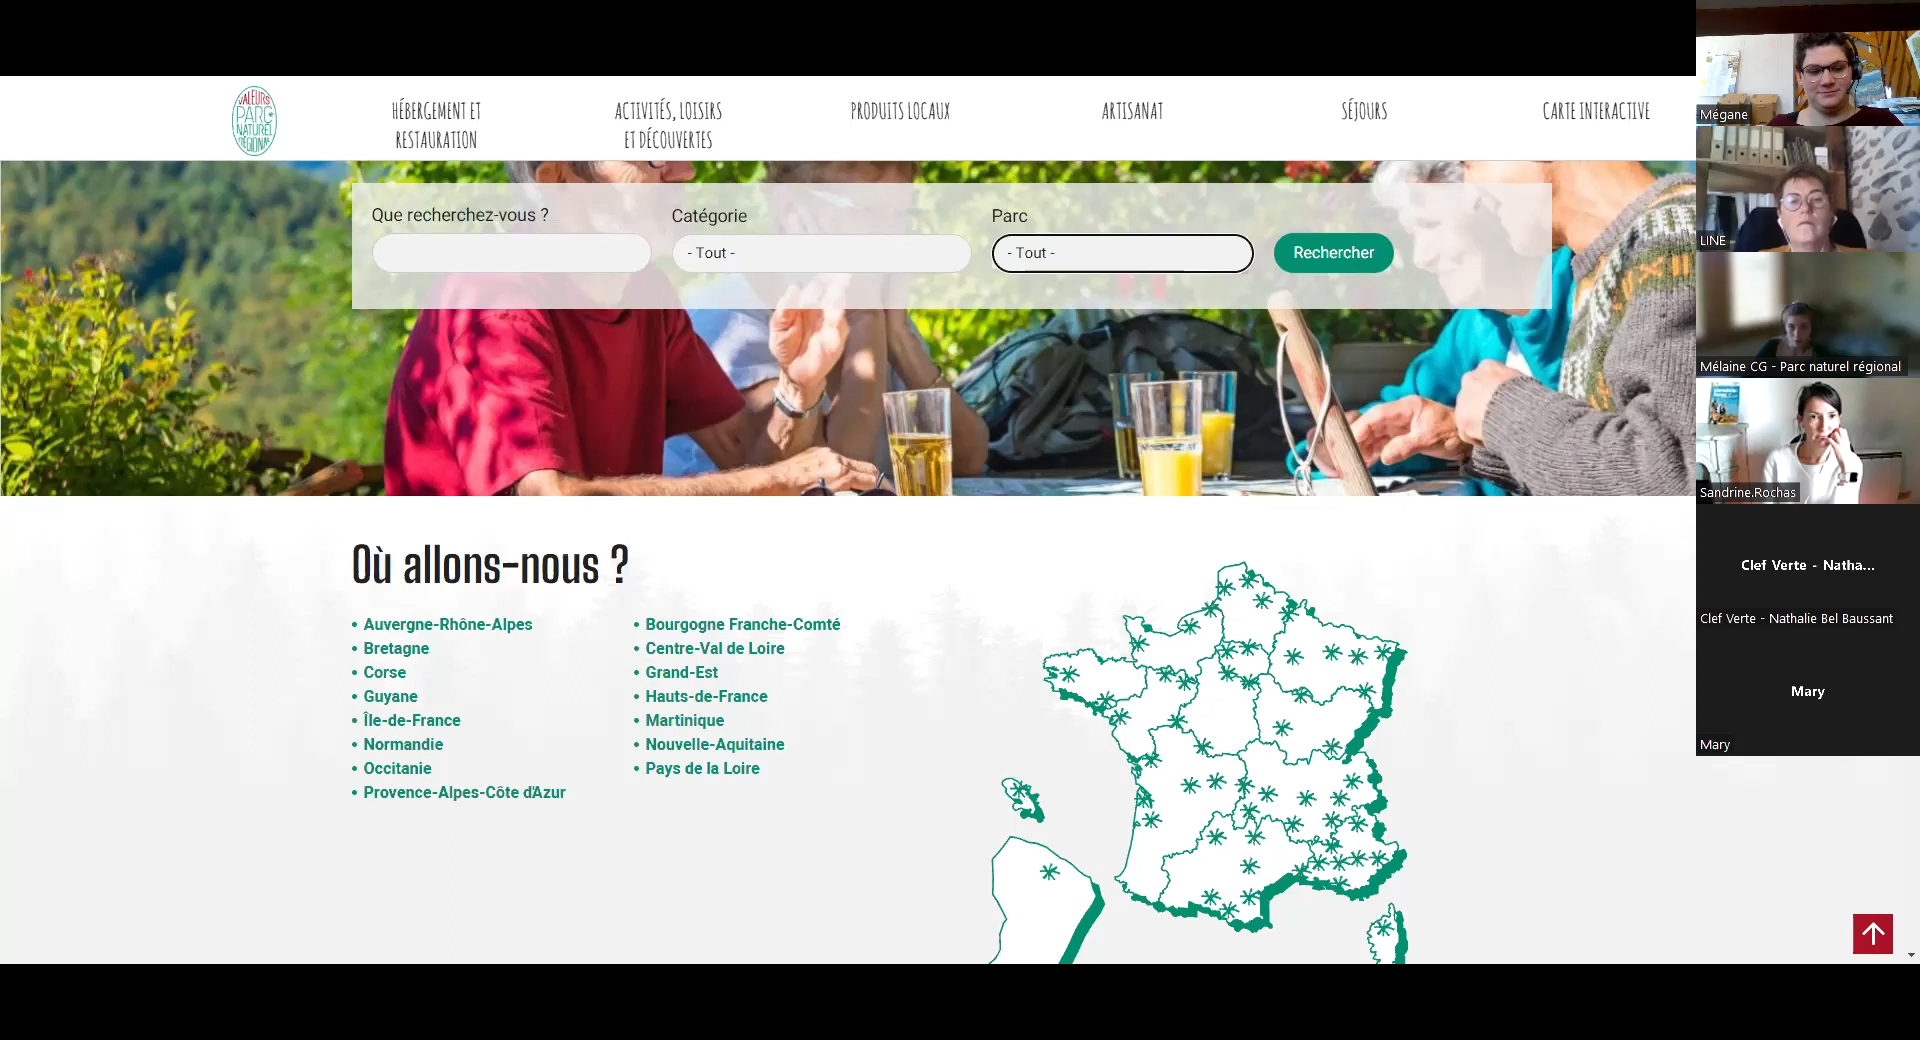 VALEURS
PARC
NATUREL
RÉGIONAL
HÉBERGEMENT ET
RESTAURATION
ACTIVITÉS, LOISIRS
ET DÉCOUVERTES
PRODUITS LOCAUX
ARTISANAT
SÉJOURS
CARTE INTERACTIVE
Que recherchez-vous ?
Catégorie
Parc
- Tout -
- Tout -
Rechercher
Où allons-nous ?
• Auvergne-Rhône-Alpes
• Bretagne
• Corse
• Guyane
• Île-de-France
• Normandie
• Occitanie
• Provence-Alpes-Côte d'Azur
• Bourgogne Franche-Comté
• Centre-Val de Loire
• Grand-Est
• Hauts-de-France
• Martinique
• Nouvelle-Aquitaine
• Pays de la Loire
Mégane
LINE
Mélaine CG - Parc naturel régional
Sandrine.Rochas
Clef Verte - Natha...
Clef Verte - Nathalie Bel Baussant
Mary
Mary